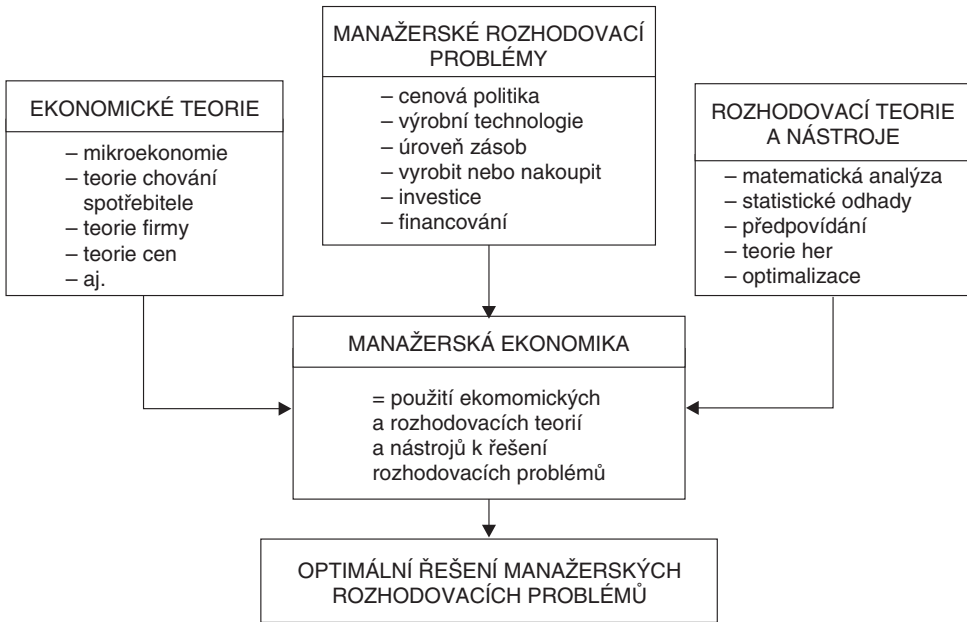 MANAŽERSKÉ ROZHODOVACÍ
PROBLÉMY
– cenová politika
– výrobní technologie
– úroveň zásob
– vyrobit nebo nakoupit
– investice
– financování
EKONOMICKÉ TEORIE
– mikroekonomie
– teorie chování
spotřebitele
– teorie firmy
– teorie cen
– aj.
ROZHODOVACÍ TEORIE
A NÁSTROJE
– matematická analýza
– statistické odhady
– předpovídání
– teorie her
– optimalizace
MANAŽERSKÁ EKONOMIKA
= použití ekomomických
a rozhodovacích teorií
a nástrojů k řešení
rozhodovacích problémů
OPTIMÁLNÍ ŘEŠENÍ MANAŽERSKÝCH
ROZHODOVACÍCH PROBLÉMŮ